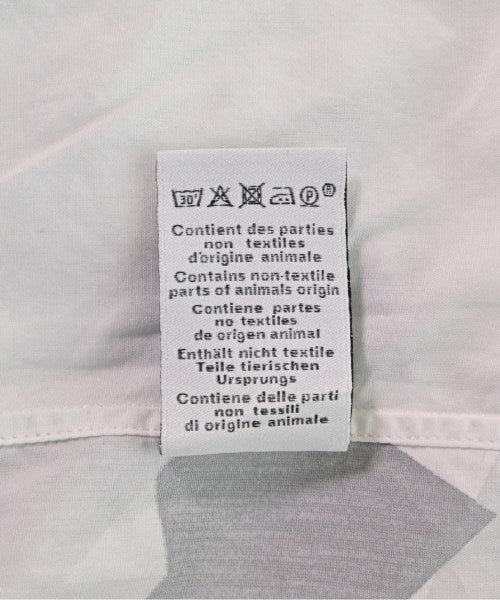 30° P
Contient des parties
non textiles
d'origine animale
Contains non-textile
parts of animals origin
Contiene partes
no textiles
de origen animal
Enthält nicht textile
Teile tierischen
Ursprungs
Contiene delle parti
non tessili
di origine animale